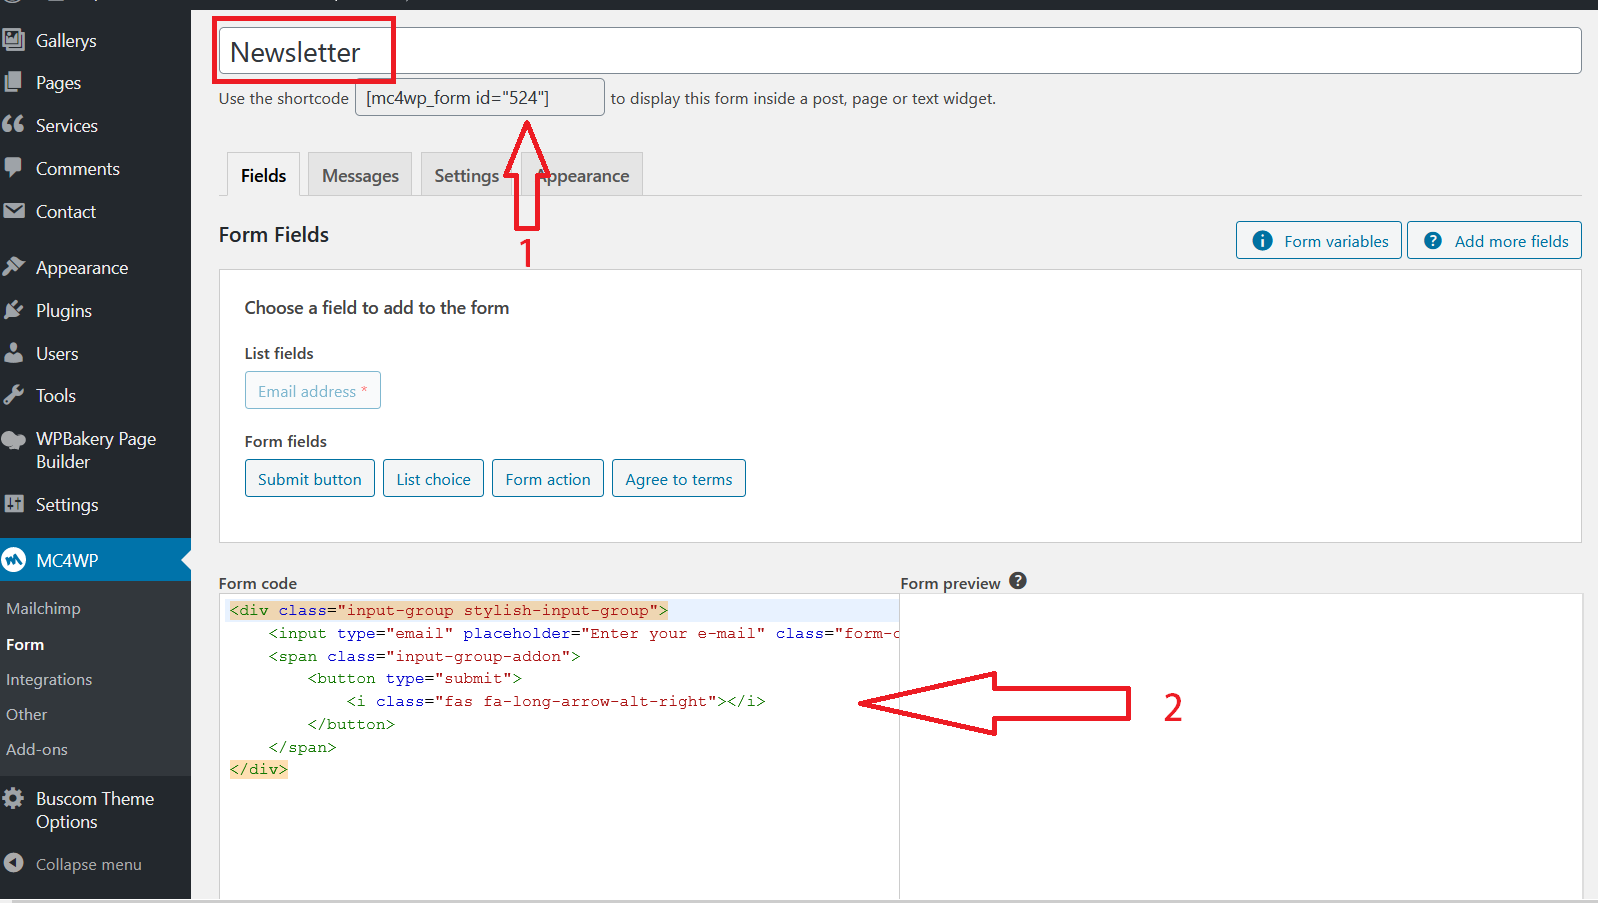 Gallerys
Pages
Services
Comments
Contact
Appearance
Plugins
Users
Tools
WPBakery Page
Builder
Settings
MC4WP
Mailchimp
Form
Integrations
Other
Add-ons
Buscom Theme
Options
Collapse menu
Newsletter
Use the shortcode [mc4wp_form id="524"] to display this form inside a post, page or text widget.
Fields Messages Settings Appearance
1
Form Fields
Form variables Add more fields
Choose a field to add to the form
List fields
Email address *
Form fields
Submit button List choice Form action Agree to terms
Form code
<div class="input-group stylish-input-group">
<input type="email" placeholder="Enter your e-mail" class="form-c
<span class="input-group-addon">
<button type="submit">
<i class="fas fa-long-arrow-alt-right"></i>
</button>
</span>
</div>
Form preview
2